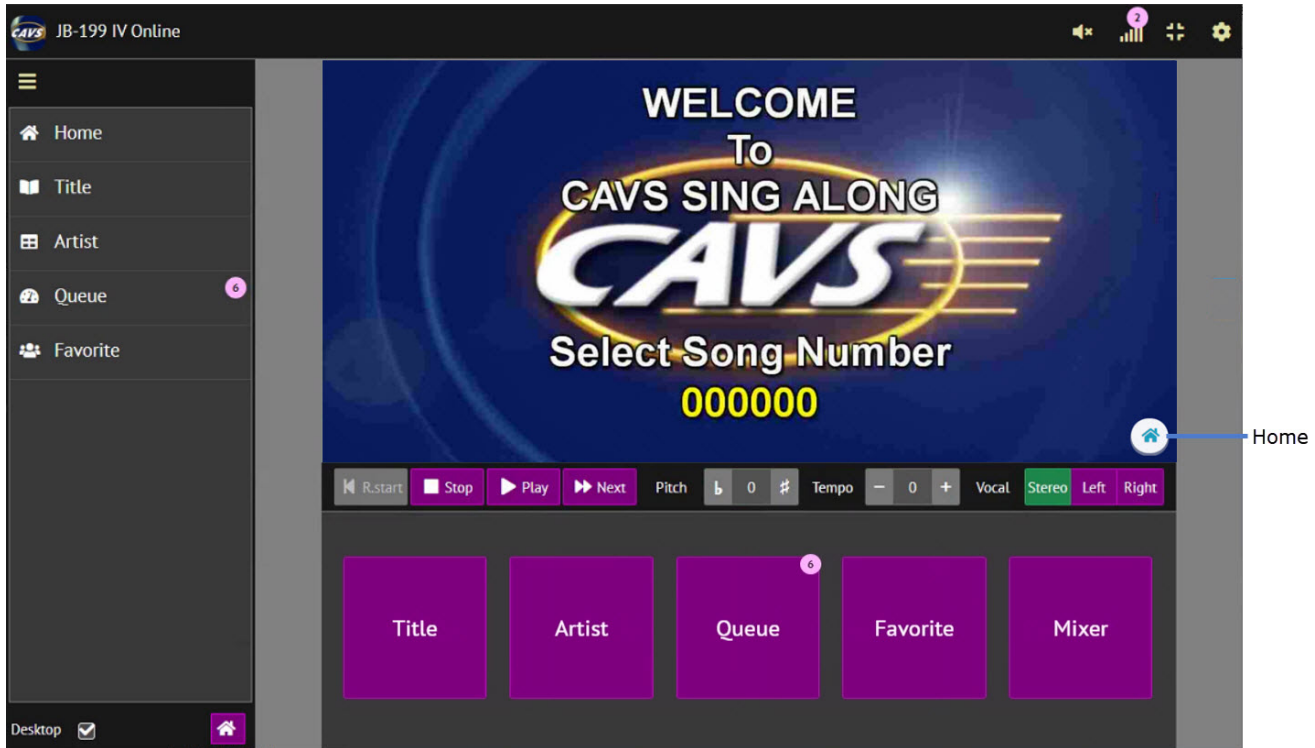 CAVS JB-199 IV Online
2
Home
Title
Artist
Queue 6
Favorite
WELCOME
To
CAVS SING ALONG
CAVS
Select Song Number
000000
Home
R.start Stop Play Next Pitch ♭ 0 ♯ Tempo − 0 + Vocal Stereo Left Right
6
Title Artist Queue Favorite Mixer
Desktop